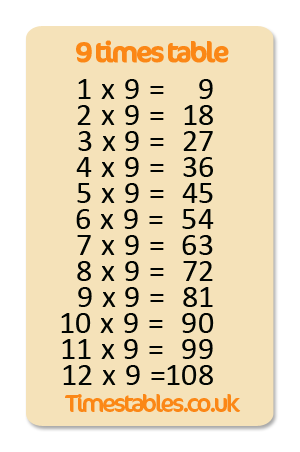 9 times table
1 x 9 = 9
2 x 9 = 18
3 x 9 = 27
4 x 9 = 36
5 x 9 = 45
6 x 9 = 54
7 x 9 = 63
8 x 9 = 72
9 x 9 = 81
10 x 9 = 90
11 x 9 = 99
12 x 9 =108
Timestables.co.uk